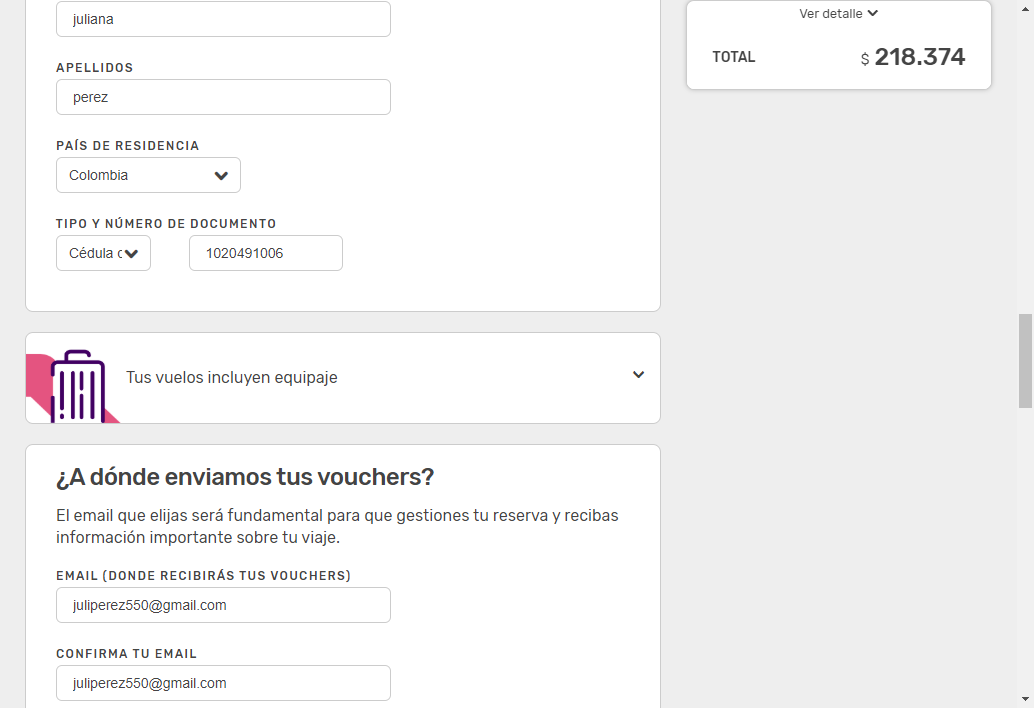 juliana
Ver detalle
TOTAL
$ 218.374
APELLIDOS
perez
PAÍS DE RESIDENCIA
Colombia
TIPO Y NÚMERO DE DOCUMENTO
Cédula c
1020491006
Tus vuelos incluyen equipaje
¿A dónde enviamos tus vouchers?
El email que elijas será fundamental para que gestiones tu reserva y recibas
información importante sobre tu viaje.
EMAIL (DONDE RECIBIRÁS TUS VOUCHERS)
juliperez550@gmail.com
CONFIRMA TU EMAIL
juliperez550@gmail.com